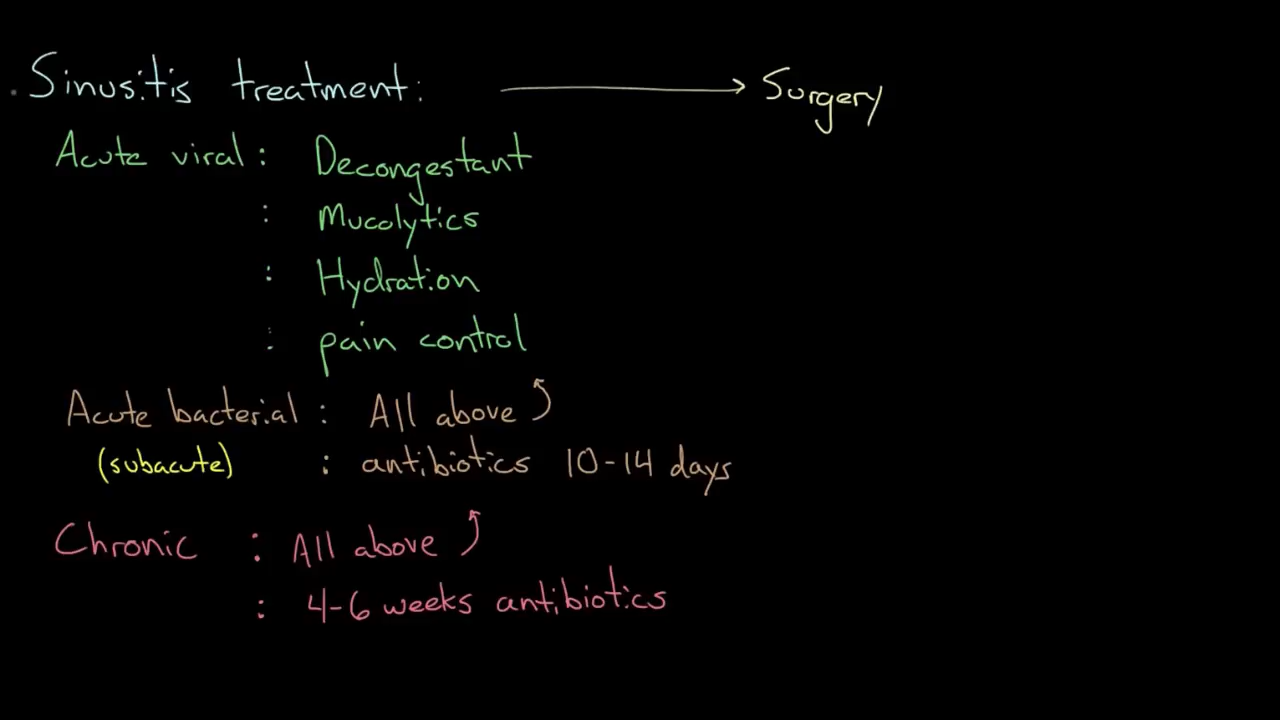 Sinusitis treatment: → Surgery
Acute viral : Decongestant
: Mucolytics
: Hydration
: pain control
Acute bacterial : All above
(subacute) : antibiotics 10-14 days
Chronic : All above
: 4-6 weeks antibiotics